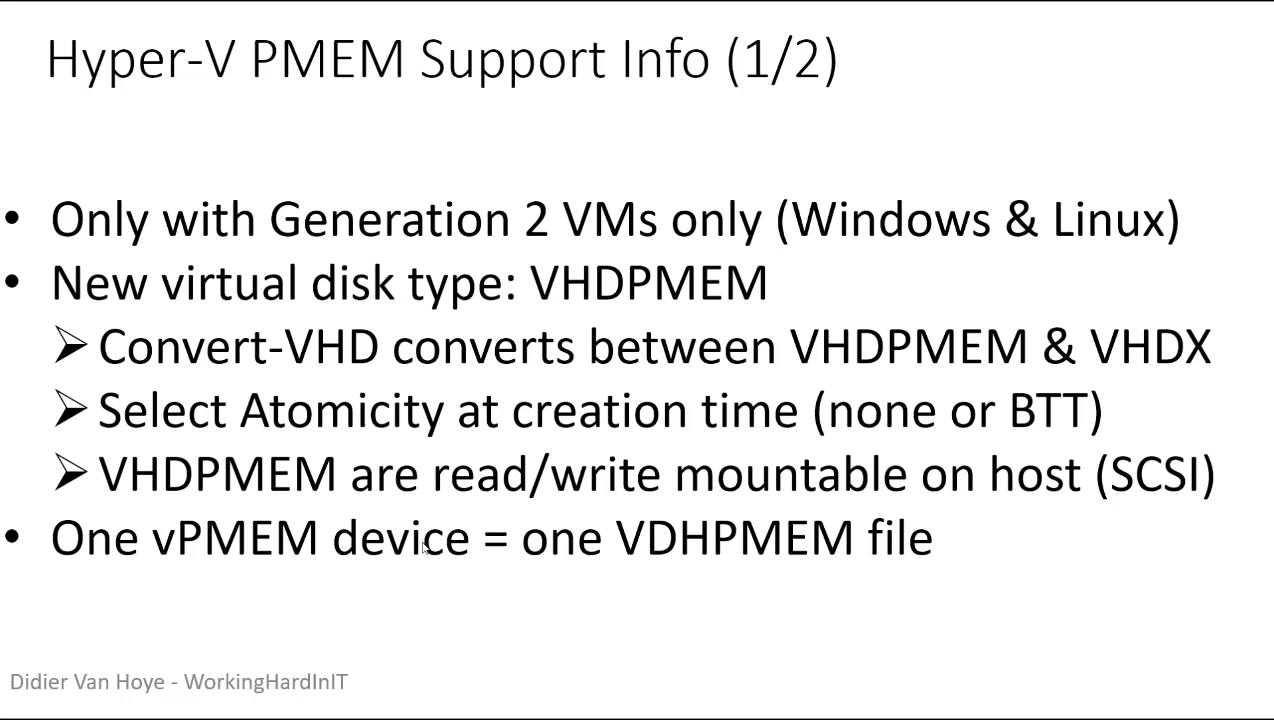 Hyper-V PMEM Support Info (1/2)
• Only with Generation 2 VMs only (Windows & Linux)
• New virtual disk type: VHDPMEM
➢ Convert-VHD converts between VHDPMEM & VHDX
➢ Select Atomicity at creation time (none or BTT)
➢ VHDPMEM are read/write mountable on host (SCSI)
• One vPMEM device = one VDHPMEM file
Didier Van Hoye - WorkingHardInIT